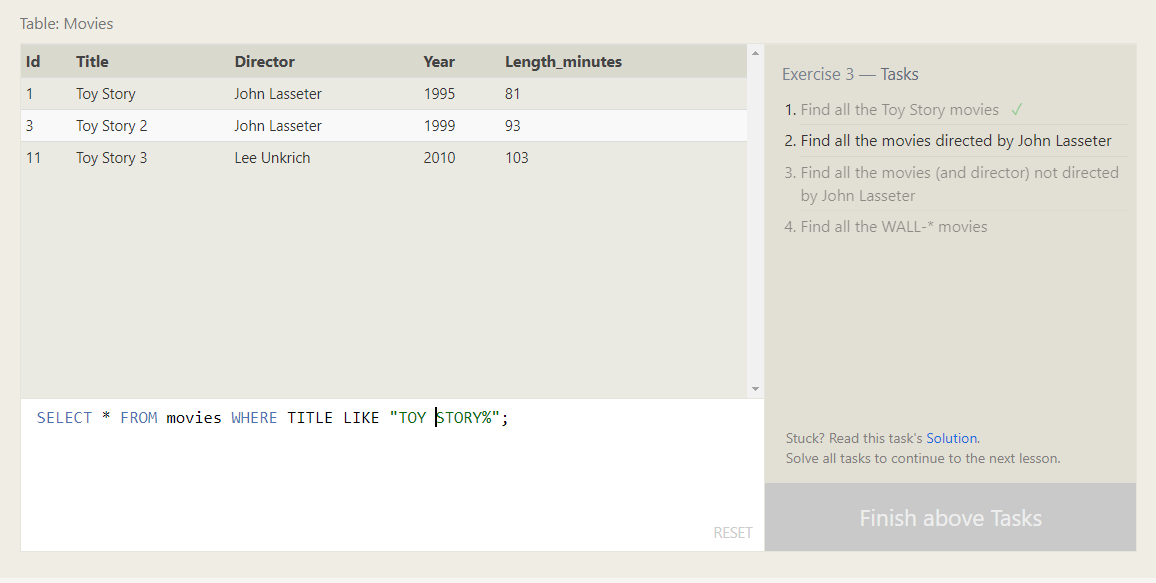 Table: Movies
Id Title Director Year Length_minutes
1 Toy Story John Lasseter 1995 81
3 Toy Story 2 John Lasseter 1999 93
11 Toy Story 3 Lee Unkrich 2010 103
SELECT * FROM movies WHERE TITLE LIKE "TOY STORY%";
RESET
Exercise 3 — Tasks
1. Find all the Toy Story movies ✓
2. Find all the movies directed by John Lasseter
3. Find all the movies (and director) not directed
by John Lasseter
4. Find all the WALL-* movies
Stuck? Read this task's Solution.
Solve all tasks to continue to the next lesson.
Finish above Tasks